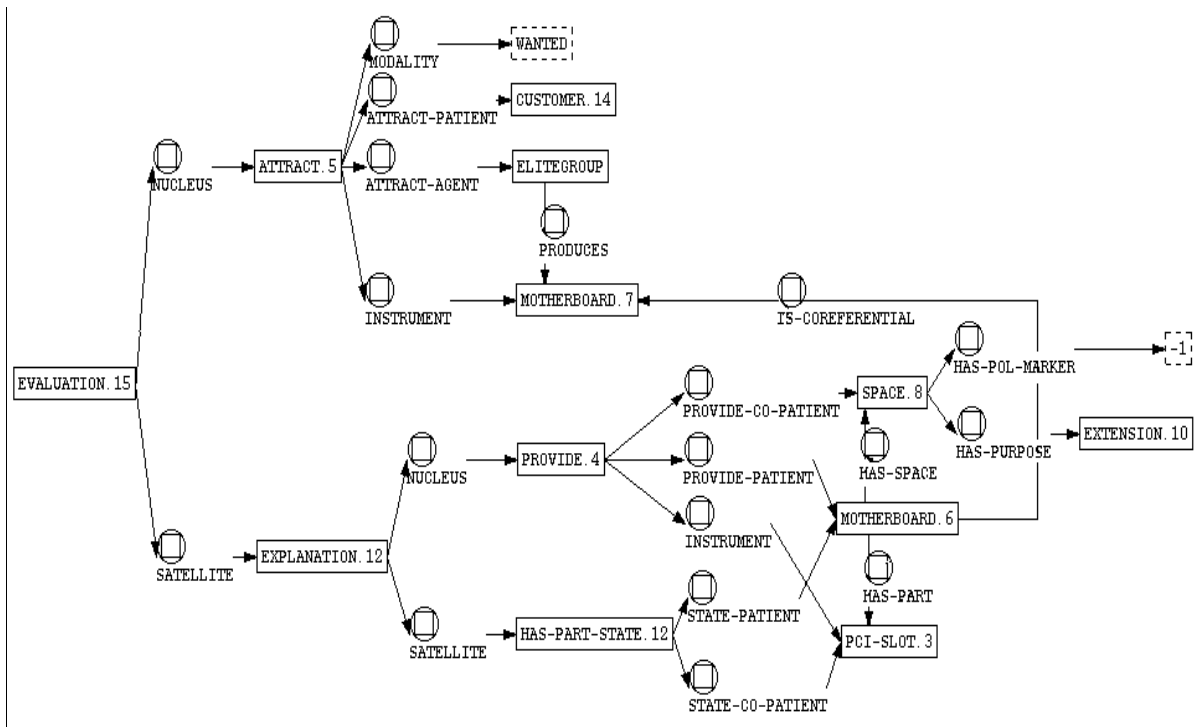 WANTED
MODALITY
CUSTOMER.14
ATTRACT-PATIENT
ATTRACT.5
ELITEGROUP
NUCLEUS
ATTRACT-AGENT
PRODUCES
MOTHERBOARD.7
INSTRUMENT
IS-COREFERENTIAL
-1
HAS-POL-MARKER
EVALUATION.15
SPACE.8
PROVIDE-CO-PATIENT
EXTENSION.10
HAS-PURPOSE
PROVIDE.4
HAS-SPACE
NUCLEUS
PROVIDE-PATIENT
MOTHERBOARD.6
INSTRUMENT
EXPLANATION.12
SATELLITE
HAS-PART
STATE-PATIENT
HAS-PART-STATE.12
PCI-SLOT.3
SATELLITE
STATE-CO-PATIENT